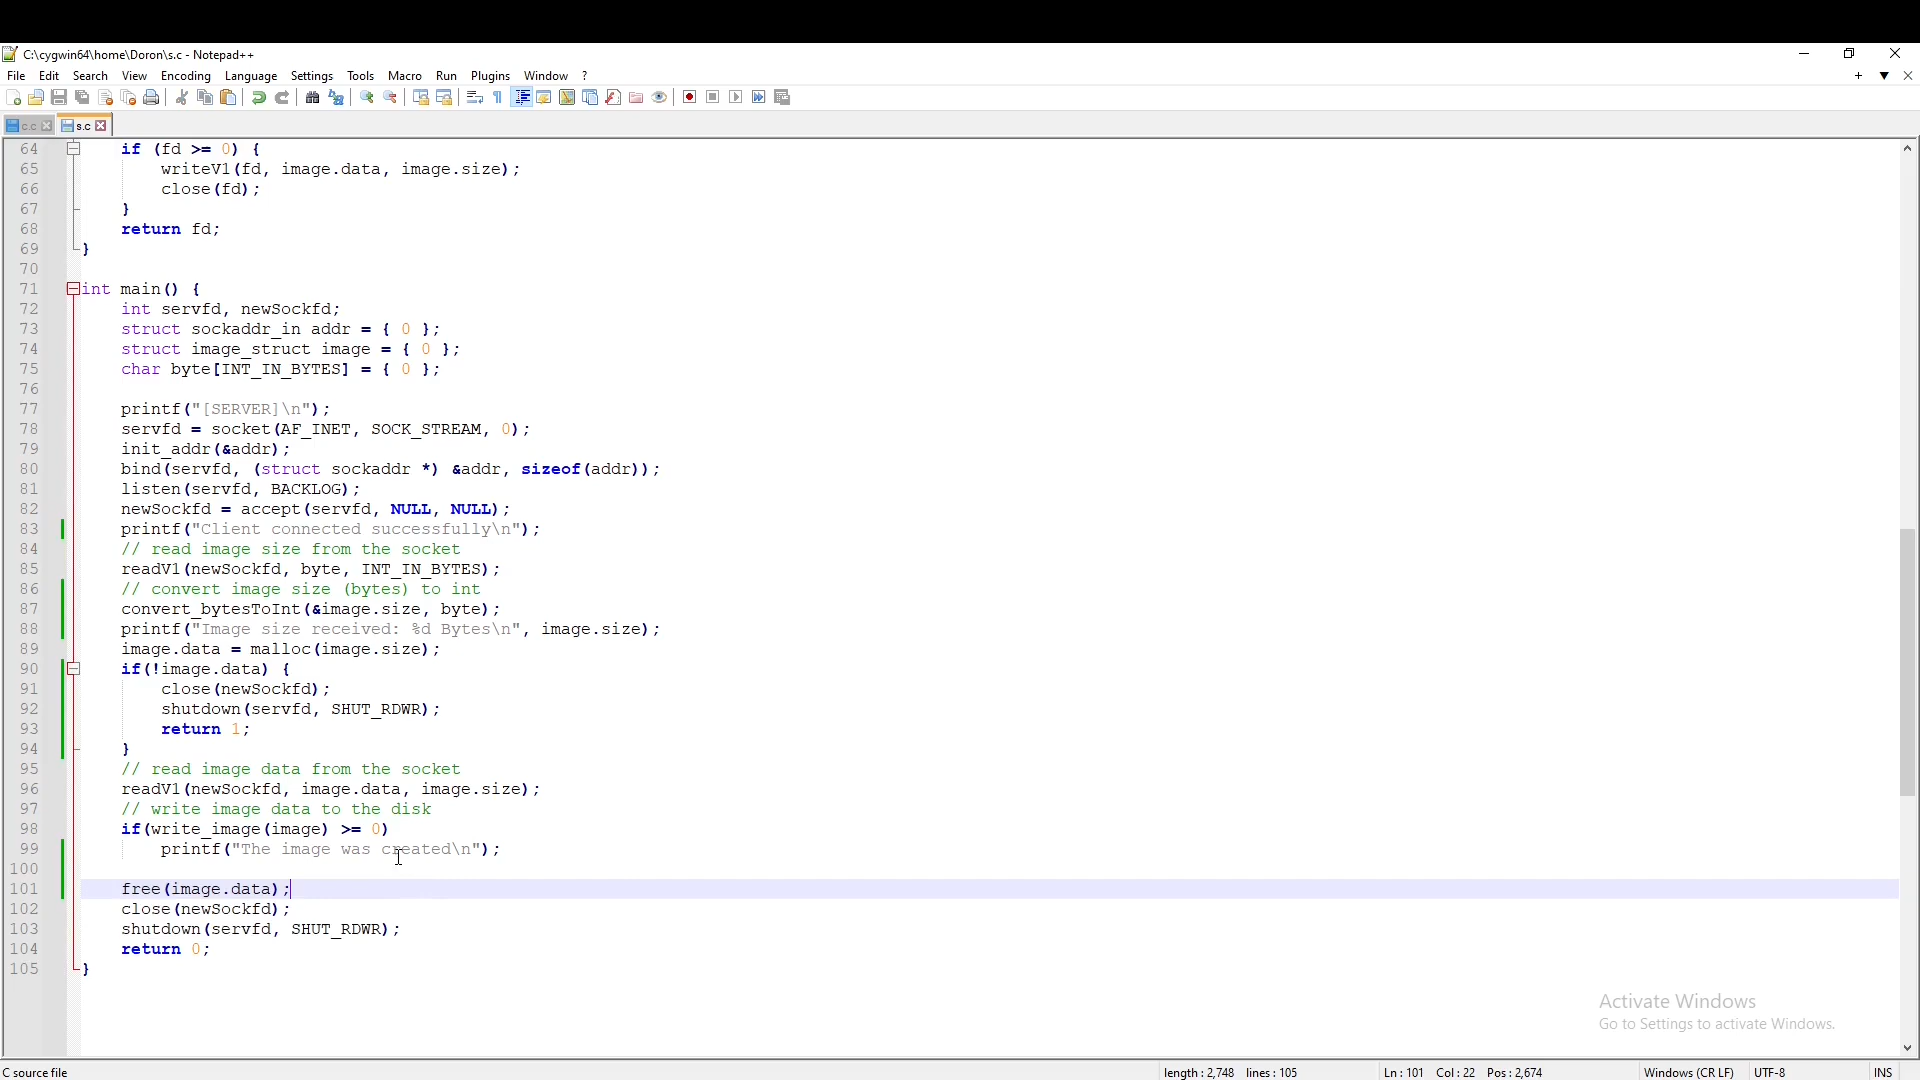 C:\cygwin64\home\Doron\s.c - Notepad++
File Edit Search View Encoding Language Settings Tools Macro Run Plugins Window ?
c.c s.c
64 if (fd >= 0) {
65 writeV1(fd, image.data, image.size);
66 close(fd);
67 }
68 return fd;
69 }
70
71 int main() {
72 int servfd, newSockfd;
73 struct sockaddr_in addr = { 0 };
74 struct image_struct image = { 0 };
75 char byte[INT_IN_BYTES] = { 0 };
76
77 printf("[SERVER]\n");
78 servfd = socket(AF_INET, SOCK_STREAM, 0);
79 init_addr(&addr);
80 bind(servfd, (struct sockaddr *) &addr, sizeof(addr));
81 listen(servfd, BACKLOG);
82 newSockfd = accept(servfd, NULL, NULL);
83 printf("Client connected successfully\n");
84 // read image size from the socket
85 readV1(newSockfd, byte, INT_IN_BYTES);
86 // convert image size (bytes) to int
87 convert_bytesToInt(&image.size, byte);
88 printf("Image size received: %d Bytes\n", image.size);
89 image.data = malloc(image.size);
90 if(!image.data) {
91 close(newSockfd);
92 shutdown(servfd, SHUT_RDWR);
93 return 1;
94 }
95 // read image data from the socket
96 readV1(newSockfd, image.data, image.size);
97 // write image data to the disk
98 if(write_image(image) >= 0)
99 printf("The image was created\n");
100
101 free(image.data);
102 close(newSockfd);
103 shutdown(servfd, SHUT_RDWR);
104 return 0;
105 }
Activate Windows
Go to Settings to activate Windows.
C source file length : 2,748 lines : 105 Ln : 101 Col : 22 Pos : 2,674 Windows (CR LF) UTF-8 INS